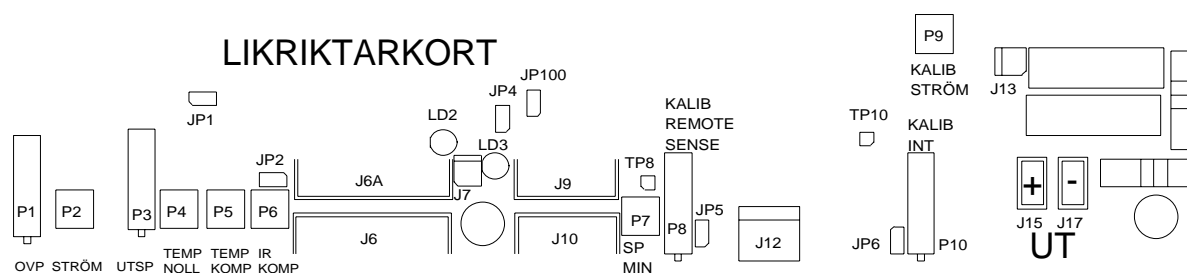 LIKRIKTARKORT
P9
KALIB
STRÖM
J13
JP100
JP4
JP1
LD2
KALIB
REMOTE
SENSE
TP10
KALIB
INT
LD3
JP2
J6A
J7
J9
TP8
P1
P2
P3
P4
P5
P6
J6
J10
P7
P8
JP5
J12
JP6
P10
+
-
J15
J17
UT
OVP
STRÖM
UTSP
TEMP
NOLL
TEMP
KOMP
IR
KOMP
SP
MIN